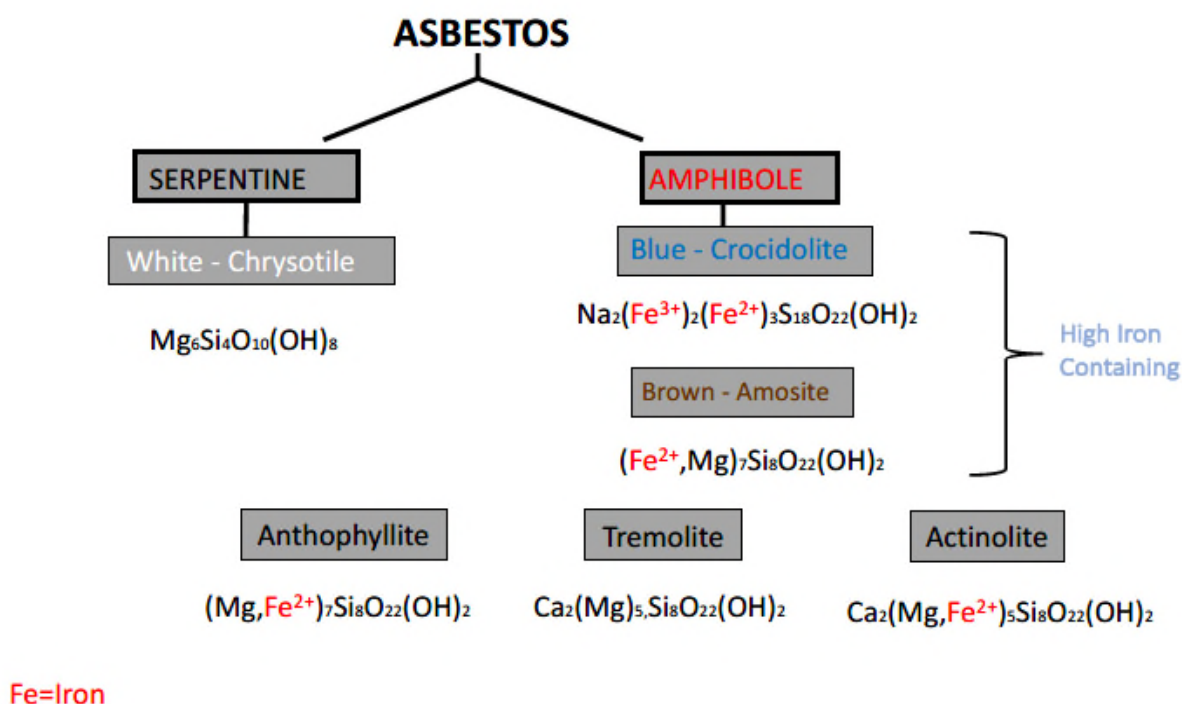 ASBESTOS
SERPENTINE
AMPHIBOLE
White - Chrysotile
Blue - Crocidolite
Mg₆Si₄O₁₀(OH)₈
Na₂(Fe³⁺)₂(Fe²⁺)₃S₁₈O₂₂(OH)₂
High Iron
Containing
Brown - Amosite
(Fe²⁺,Mg)₇Si₈O₂₂(OH)₂
Anthophyllite
Tremolite
Actinolite
(Mg,Fe²⁺)₇Si₈O₂₂(OH)₂
Ca₂(Mg)₅,Si₈O₂₂(OH)₂
Ca₂(Mg,Fe²⁺)₅Si₈O₂₂(OH)₂
Fe=Iron